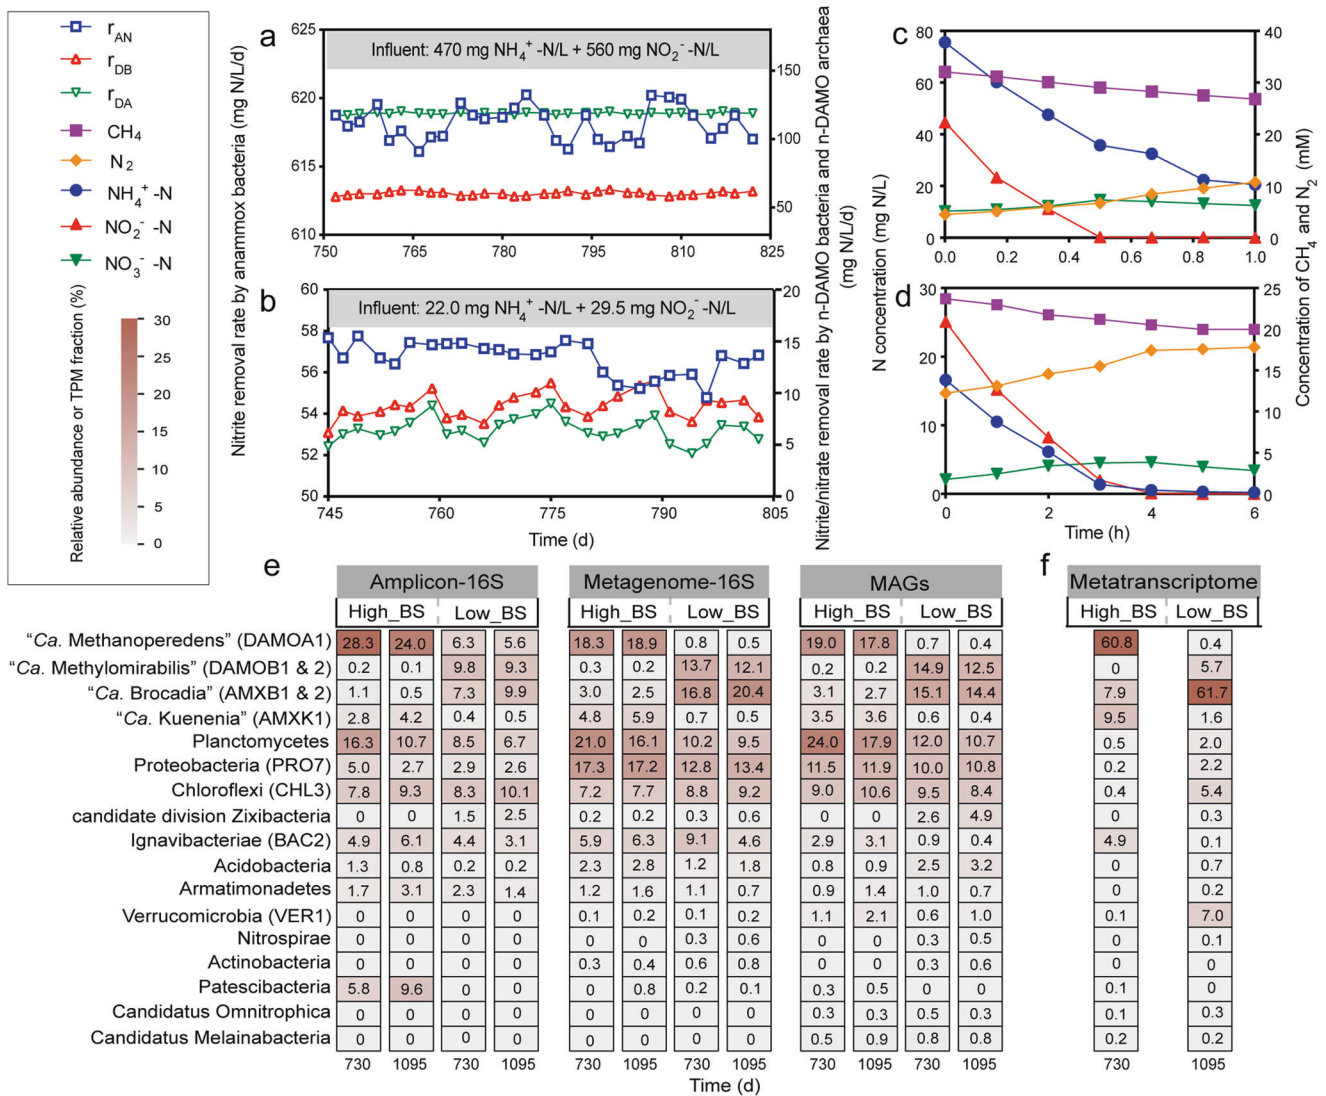 r AN
r DB
r DA
CH4
N2
NH4+ -N
NO2- -N
NO3- -N
Relative abundance or TPM fraction (%)
30
25
20
15
10
5
0
a
Influent: 470 mg NH4+ -N/L + 560 mg NO2- -N/L
625
620
615
610
150
100
50
750 765 780 795 810 825
b
Influent: 22.0 mg NH4+ -N/L + 29.5 mg NO2- -N/L
60
58
56
54
52
50
20
15
10
5
0
745 760 775 790 805
Time (d)
Nitrite removal rate by anammox bacteria (mg N/L/d)
Nitrite/nitrate removal rate by n-DAMO bacteria and n-DAMO archaea
(mg N/L/d)
c
80
60
40
20
0
40
30
20
10
0
0.0 0.2 0.4 0.6 0.8 1.0
d
30
20
10
0
25
20
15
10
5
0
0 2 4 6
Time (h)
N concentration (mg N/L)
Concentration of CH4 and N2 (mM)
e
Amplicon-16S Metagenome-16S MAGs
f
Metatranscriptome
High_BS Low_BS High_BS Low_BS High_BS Low_BS High_BS Low_BS
“Ca. Methanoperedens” (DAMOA1) 28.3 24.0 6.3 5.6 18.3 18.9 0.8 0.5 19.0 17.8 0.7 0.4 60.8 0.4
“Ca. Methylomirabilis” (DAMOB1 & 2) 0.2 0.1 9.8 9.3 0.3 0.2 13.7 12.1 0.2 0.2 14.9 12.5 0 5.7
“Ca. Brocadia” (AMXB1 & 2) 1.1 0.5 7.3 9.9 3.0 2.5 16.8 20.4 3.1 2.7 15.1 14.4 7.9 61.7
“Ca. Kuenenia” (AMXK1) 2.8 4.2 0.4 0.5 4.8 5.9 0.7 0.5 3.5 3.6 0.6 0.4 9.5 1.6
Planctomycetes 16.3 10.7 8.5 6.7 21.0 16.1 10.2 9.5 24.0 17.9 12.0 10.7 0.5 2.0
Proteobacteria (PRO7) 5.0 2.7 2.9 2.6 17.3 17.2 12.8 13.4 11.5 11.9 10.0 10.8 0.2 2.2
Chloroflexi (CHL3) 7.8 9.3 8.3 10.1 7.2 7.7 8.8 9.2 9.0 10.6 9.5 8.4 0.4 5.4
candidate division Zixibacteria 0 0 1.5 2.5 0.2 0.2 0.3 0.6 0 0 2.6 4.9 0 0.3
Ignavibacteriae (BAC2) 4.9 6.1 4.4 3.1 5.9 6.3 9.1 4.6 2.9 3.1 0.9 0.4 4.9 0.1
Acidobacteria 1.3 0.8 0.2 0.2 2.3 2.8 1.2 1.8 0.8 0.9 2.5 3.2 0 0.7
Armatimonadetes 1.7 3.1 2.3 1.4 1.2 1.6 1.1 0.7 0.9 1.4 1.0 0.7 0 0.2
Verrucomicrobia (VER1) 0 0 0 0 0.1 0.2 0.1 0.2 1.1 2.1 0.6 1.0 0.1 7.0
Nitrospirae 0 0 0 0 0 0 0.3 0.6 0 0 0.3 0.5 0 0.1
Actinobacteria 0 0 0 0 0.3 0.4 0.6 0.8 0 0 0.3 0.6 0 0
Patescibacteria 5.8 9.6 0 0 0 0.8 0.2 0.1 0.3 0.5 0 0 0.1 0
Candidatus Omnitrophica 0 0 0 0 0 0 0 0 0.3 0.3 0.5 0.3 0.1 0.3
Candidatus Melainabacteria 0 0 0 0 0 0 0 0 0.5 0.9 0.8 0.8 0.2 0.2
730 1095 730 1095 730 1095 730 1095 730 1095 730 1095 730 1095
Time (d)